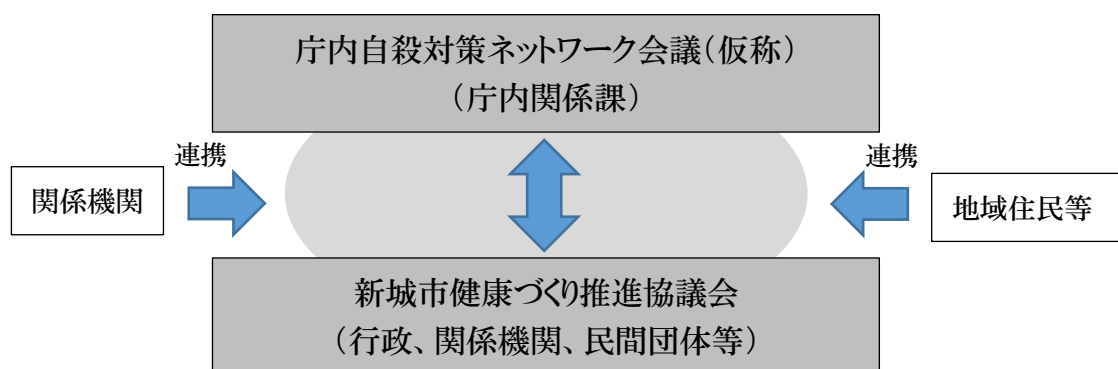 庁内自殺対策ネットワーク会議（仮称）
（庁内関係課）
連携
連携
関係機関
地域住民等
新城市健康づくり推進協議会
（行政、関係機関、民間団体等）